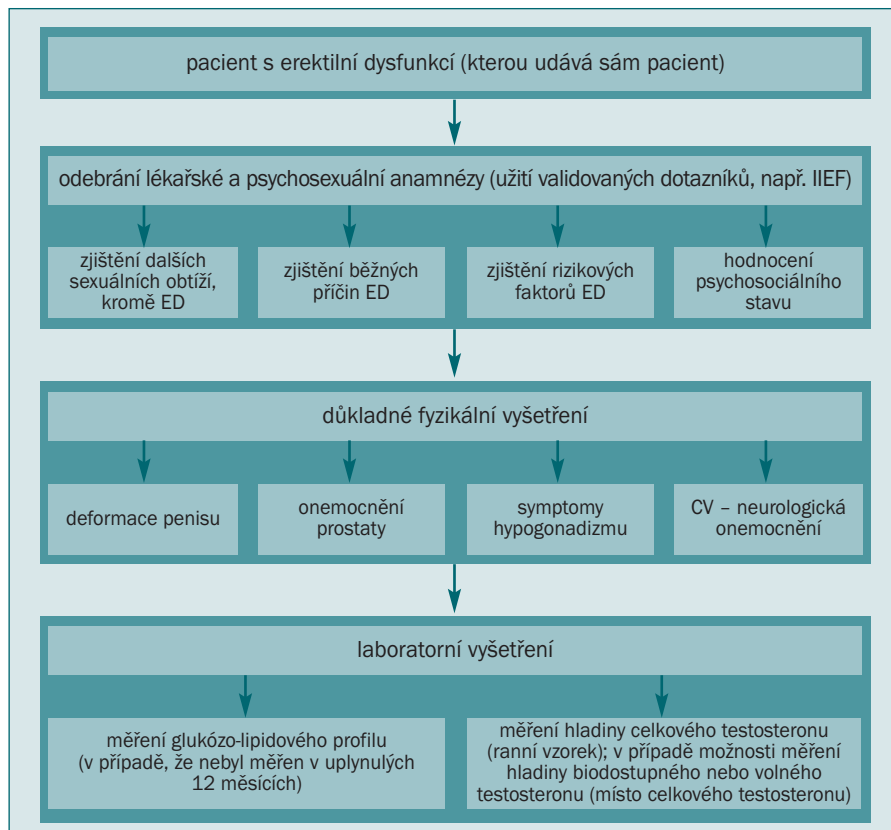 pacient s erektilní dysfunkcí (kterou udává sám pacient)
odebrání lékařské a psychosexuální anamnézy (užití validovaných dotazníků, např. IIEF)
zjištění dalších
sexuálních obtíží,
kromě ED
zjištění běžných
příčin ED
zjištění rizikových
faktorů ED
hodnocení
psychosociálního
stavu
důkladné fyzikální vyšetření
deformace penisu
onemocnění
prostaty
symptomy
hypogonadizmu
CV – neurologická
onemocnění
laboratorní vyšetření
měření glukózo-lipidového profilu
(v případě, že nebyl měřen v uplynulých
12 měsících)
měření hladiny celkového testosteronu
(ranní vzorek); v případě možnosti měření
hladiny biodostupného nebo volného
testosteronu (místo celkového testosteronu)